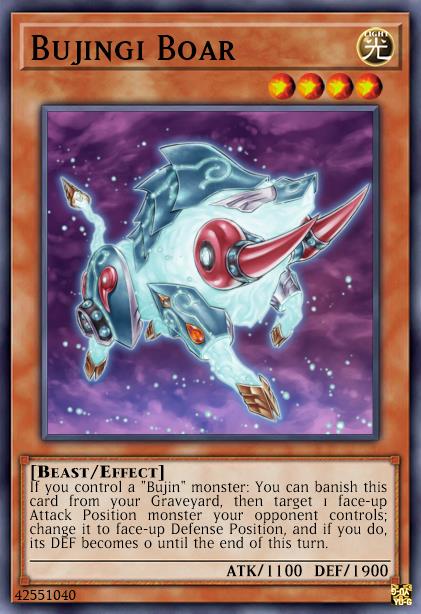 Bujingi Boar
LIGHT
光
[Beast/Effect]
If you control a "Bujin" monster: You can banish this
card from your Graveyard, then target 1 face-up
Attack Position monster your opponent controls;
change it to face-up Defense Position, and if you do,
its DEF becomes 0 until the end of this turn.
ATK/1100 DEF/1900
42551040